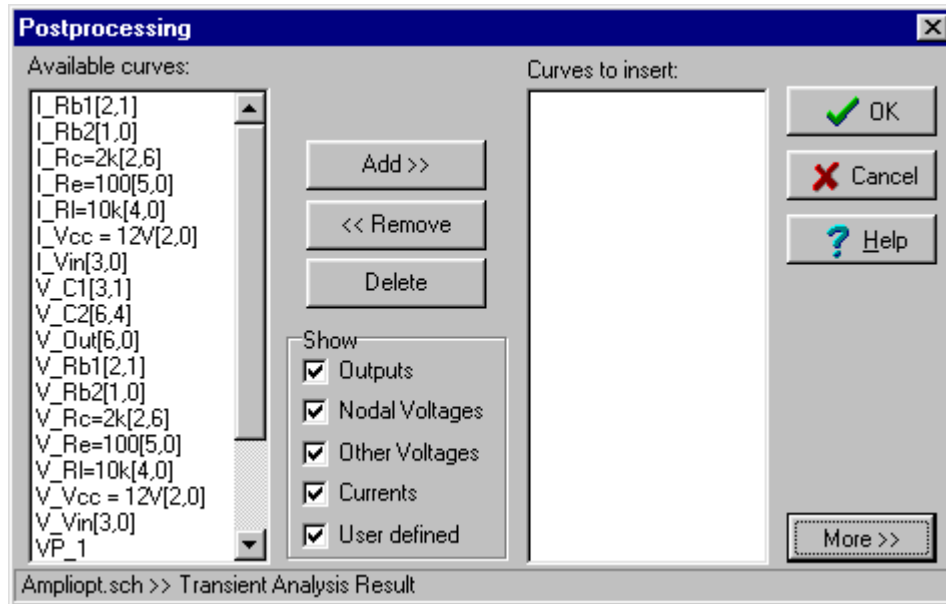 Postprocessing
Available curves:
I_Rb1[2,1]
I_Rb2[1,0]
I_Rc=2k[2,6]
I_Re=100[5,0]
I_Rl=10k[4,0]
I_Vcc = 12V[2,0]
I_Vin[3,0]
V_C1[3,1]
V_C2[6,4]
V_Out[6,0]
V_Rb1[2,1]
V_Rb2[1,0]
V_Rc=2k[2,6]
V_Re=100[5,0]
V_Rl=10k[4,0]
V_Vcc = 12V[2,0]
V_Vin[3,0]
VP_1
Add >>
<< Remove
Delete
Show
Outputs
Nodal Voltages
Other Voltages
Currents
User defined
Curves to insert:
OK
Cancel
Help
More >>
Ampliopt.sch >> Transient Analysis Result